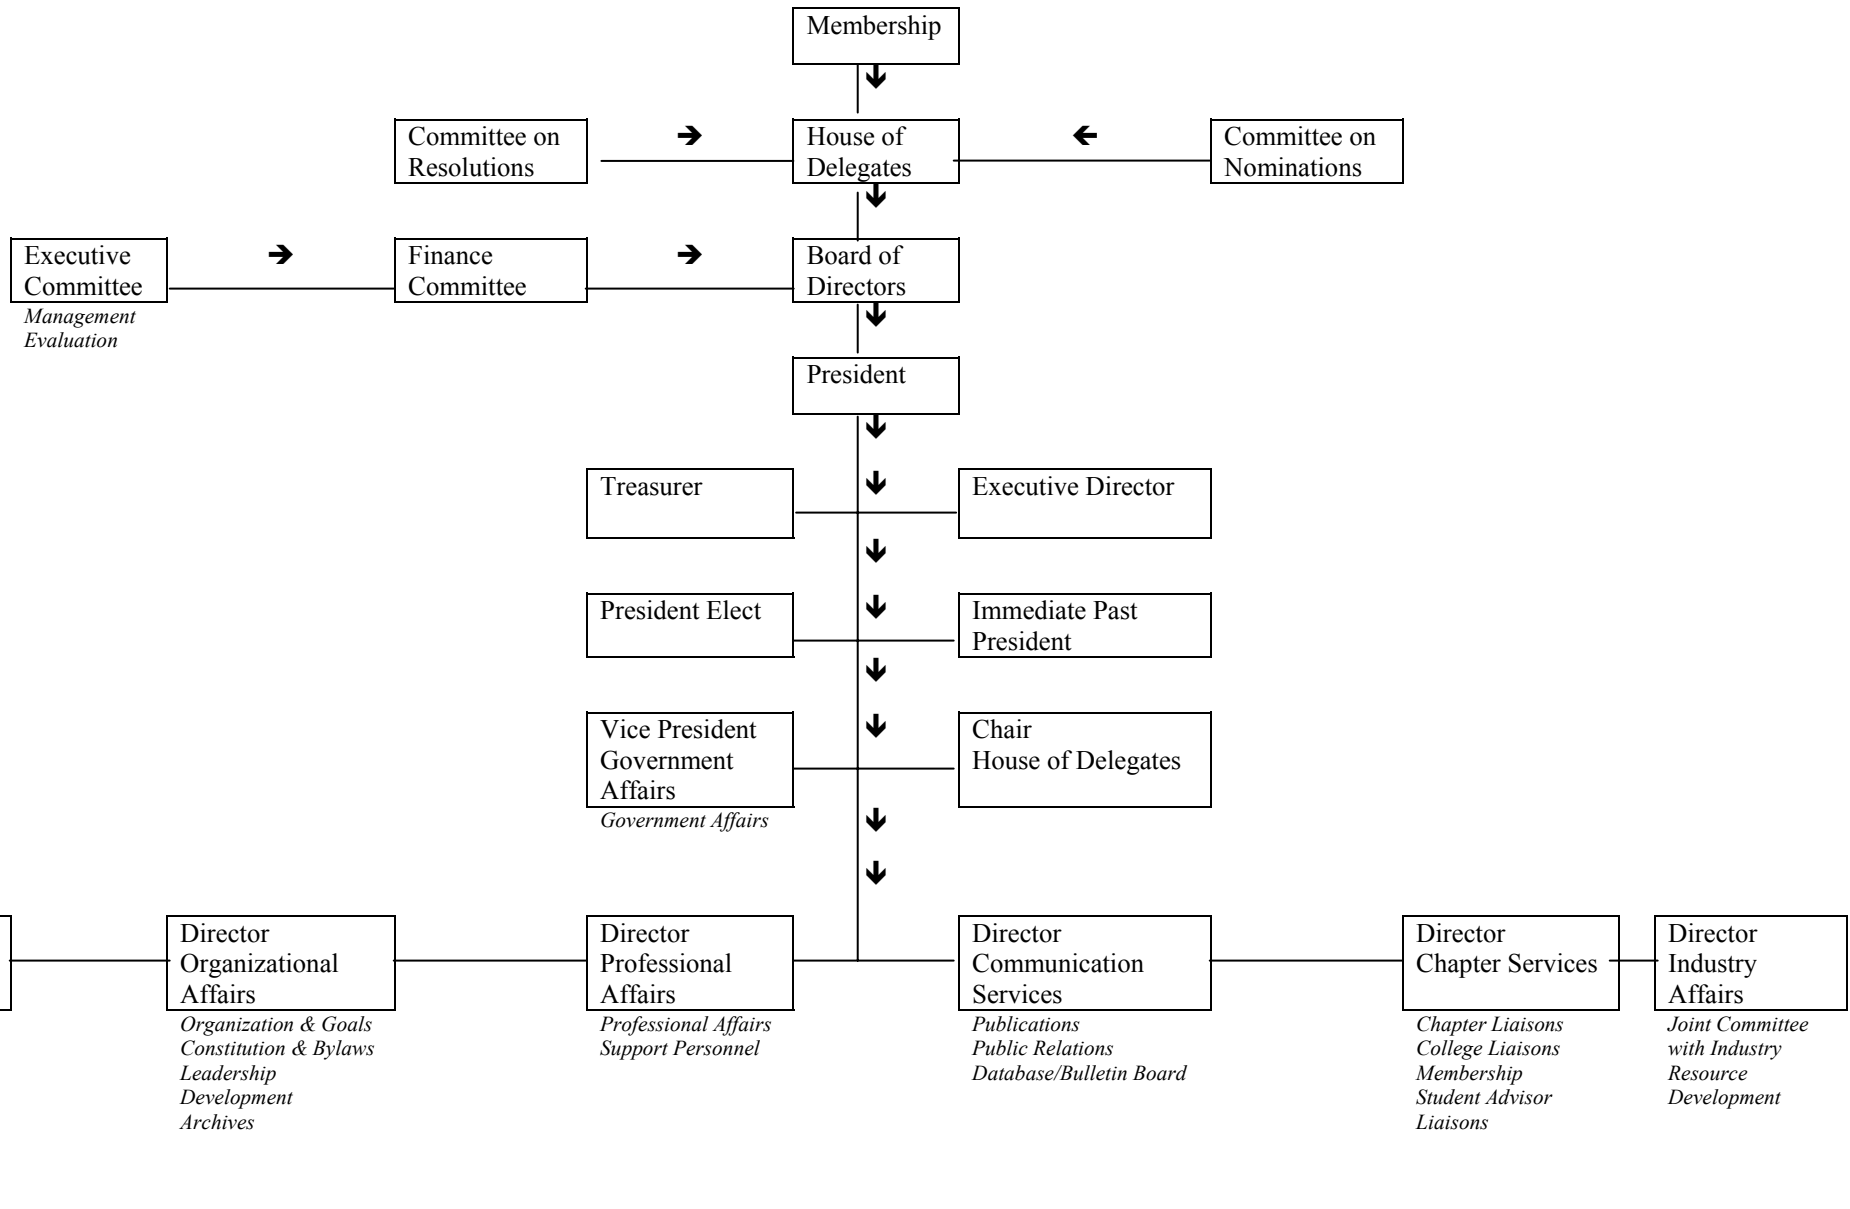 Membership
Committee on
Resolutions
House of
Delegates
Committee on
Nominations
Executive
Committee
Management
Evaluation
Finance
Committee
Board of
Directors
President
Treasurer
Executive Director
President Elect
Immediate Past
President
Vice President
Government
Affairs
Government Affairs
Chair
House of Delegates
Director
Organizational
Affairs
Organization & Goals
Constitution & Bylaws
Leadership
Development
Archives
Director
Professional
Affairs
Professional Affairs
Support Personnel
Director
Communication
Services
Publications
Public Relations
Database/Bulletin Board
Director
Chapter Services
Chapter Liaisons
College Liaisons
Membership
Student Advisor
Liaisons
Director
Industry
Affairs
Joint Committee
with Industry
Resource
Development